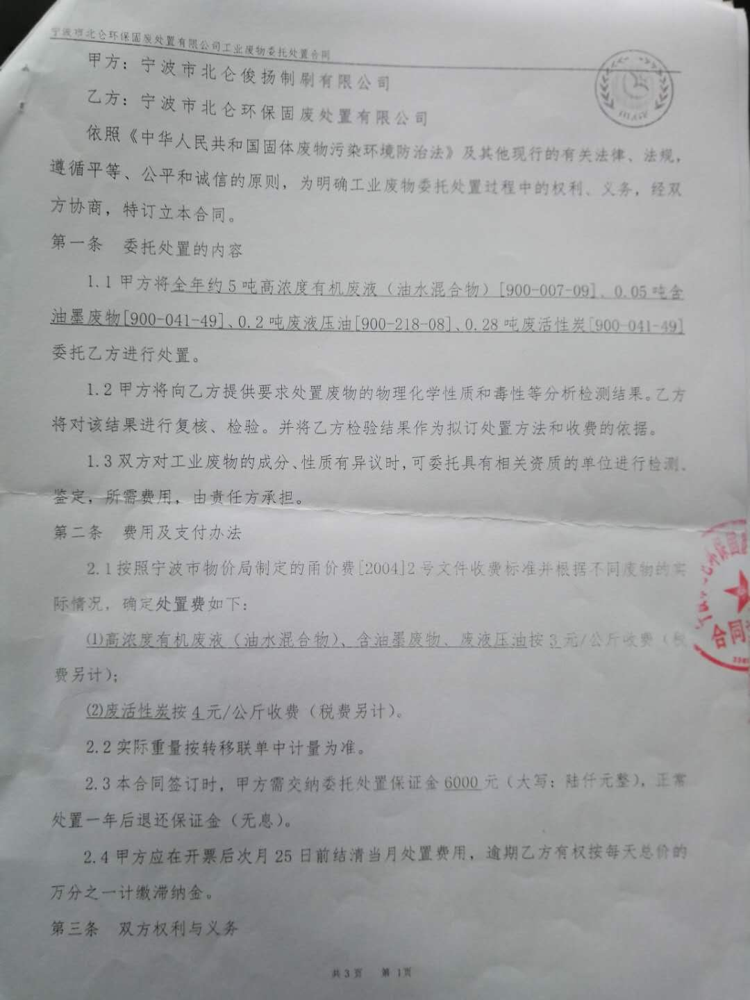 宁波市北仑环保固废处置有限公司工业废物委托处置合同
甲方：宁波市北仑俊扬制刷有限公司
乙方：宁波市北仑环保固废处置有限公司
依照《中华人民共和国固体废物污染环境防治法》及其他现行的有关法律、法规，
遵循平等、公平和诚信的原则，为明确工业废物委托处置过程中的权利、义务，经双
方协商，特订立本合同。
第一条 委托处置的内容
1.1 甲方将全年约 5 吨高浓度有机废液（油水混合物）[900-007-09]、0.05 吨含
油墨废物[900-041-49]、0.2 吨废液压油[900-218-08]、0.28 吨废活性炭[900-041-49]
委托乙方进行处置。
1.2 甲方将向乙方提供要求处置废物的物理化学性质和毒性等分析检测结果。乙方
将对该结果进行复核、检验。并将乙方检验结果作为拟订处置方法和收费的依据。
1.3 双方对工业废物的成分、性质有异议时，可委托具有相关资质的单位进行检测、
鉴定，所需费用，由责任方承担。
第二条 费用及支付办法
2.1 按照宁波市物价局制定的甬价费[2004]2 号文件收费标准并根据不同废物的实
际情况，确定处置费如下：
⑴高浓度有机废液（油水混合物）、含油墨废物、废液压油按 3 元/公斤收费（税
费另计）；
⑵废活性炭按 4 元/公斤收费（税费另计）。
2.2 实际重量按转移联单中计量为准。
2.3 本合同签订时，甲方需交纳委托处置保证金 6000 元（大写：陆仟元整），正常
处置一年后退还保证金（无息）。
2.4 甲方应在开票后次月 25 日前结清当月处置费用，逾期乙方有权按每天总价的
万分之一计缴滞纳金。
第三条 双方权利与义务
环保固
合同
共 3 页 第 1页